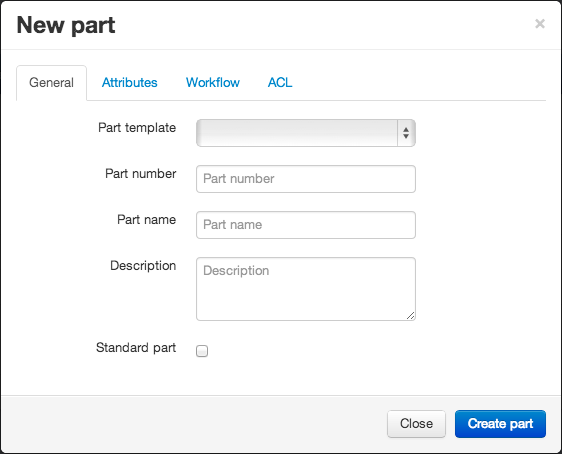 New part ×
General Attributes Workflow ACL
Part template
Part number Part number
Part name Part name
Description Description
Standard part
Close Create part